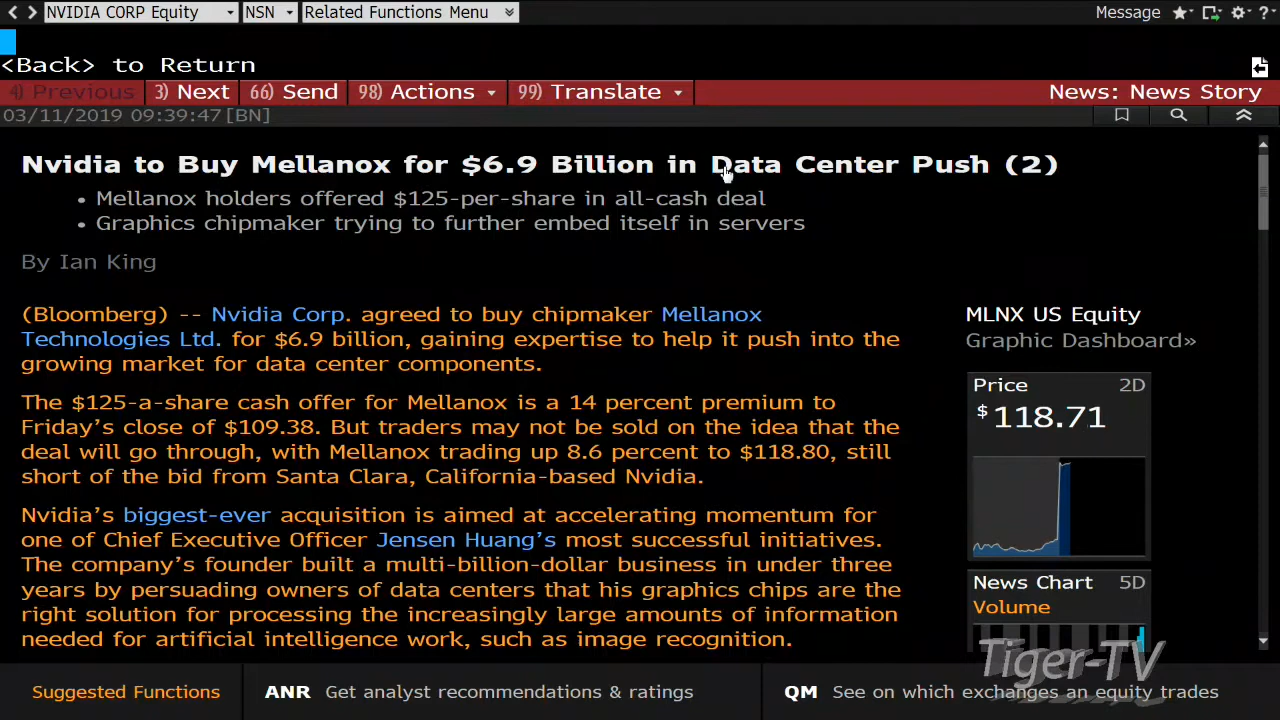 NVIDIA CORP Equity NSN Related Functions Menu Message
<Back> to Return
4) Previous 3) Next 66) Send 98) Actions 99) Translate News: News Story
03/11/2019 09:39:47[BN]
Nvidia to Buy Mellanox for $6.9 Billion in Data Center Push (2)
• Mellanox holders offered $125-per-share in all-cash deal
• Graphics chipmaker trying to further embed itself in servers
By Ian King
(Bloomberg) -- Nvidia Corp. agreed to buy chipmaker Mellanox
Technologies Ltd. for $6.9 billion, gaining expertise to help it push into the
growing market for data center components.
The $125-a-share cash offer for Mellanox is a 14 percent premium to
Friday's close of $109.38. But traders may not be sold on the idea that the
deal will go through, with Mellanox trading up 8.6 percent to $118.80, still
short of the bid from Santa Clara, California-based Nvidia.
Nvidia's biggest-ever acquisition is aimed at accelerating momentum for
one of Chief Executive Officer Jensen Huang's most successful initiatives.
The company's founder built a multi-billion-dollar business in under three
years by persuading owners of data centers that his graphics chips are the
right solution for processing the increasingly large amounts of information
needed for artificial intelligence work, such as image recognition.
MLNX US Equity
Graphic Dashboard»
Price 2D
$118.71
News Chart 5D
Volume
Tiger-TV
Suggested Functions ANR Get analyst recommendations & ratings QM See on which exchanges an equity trades